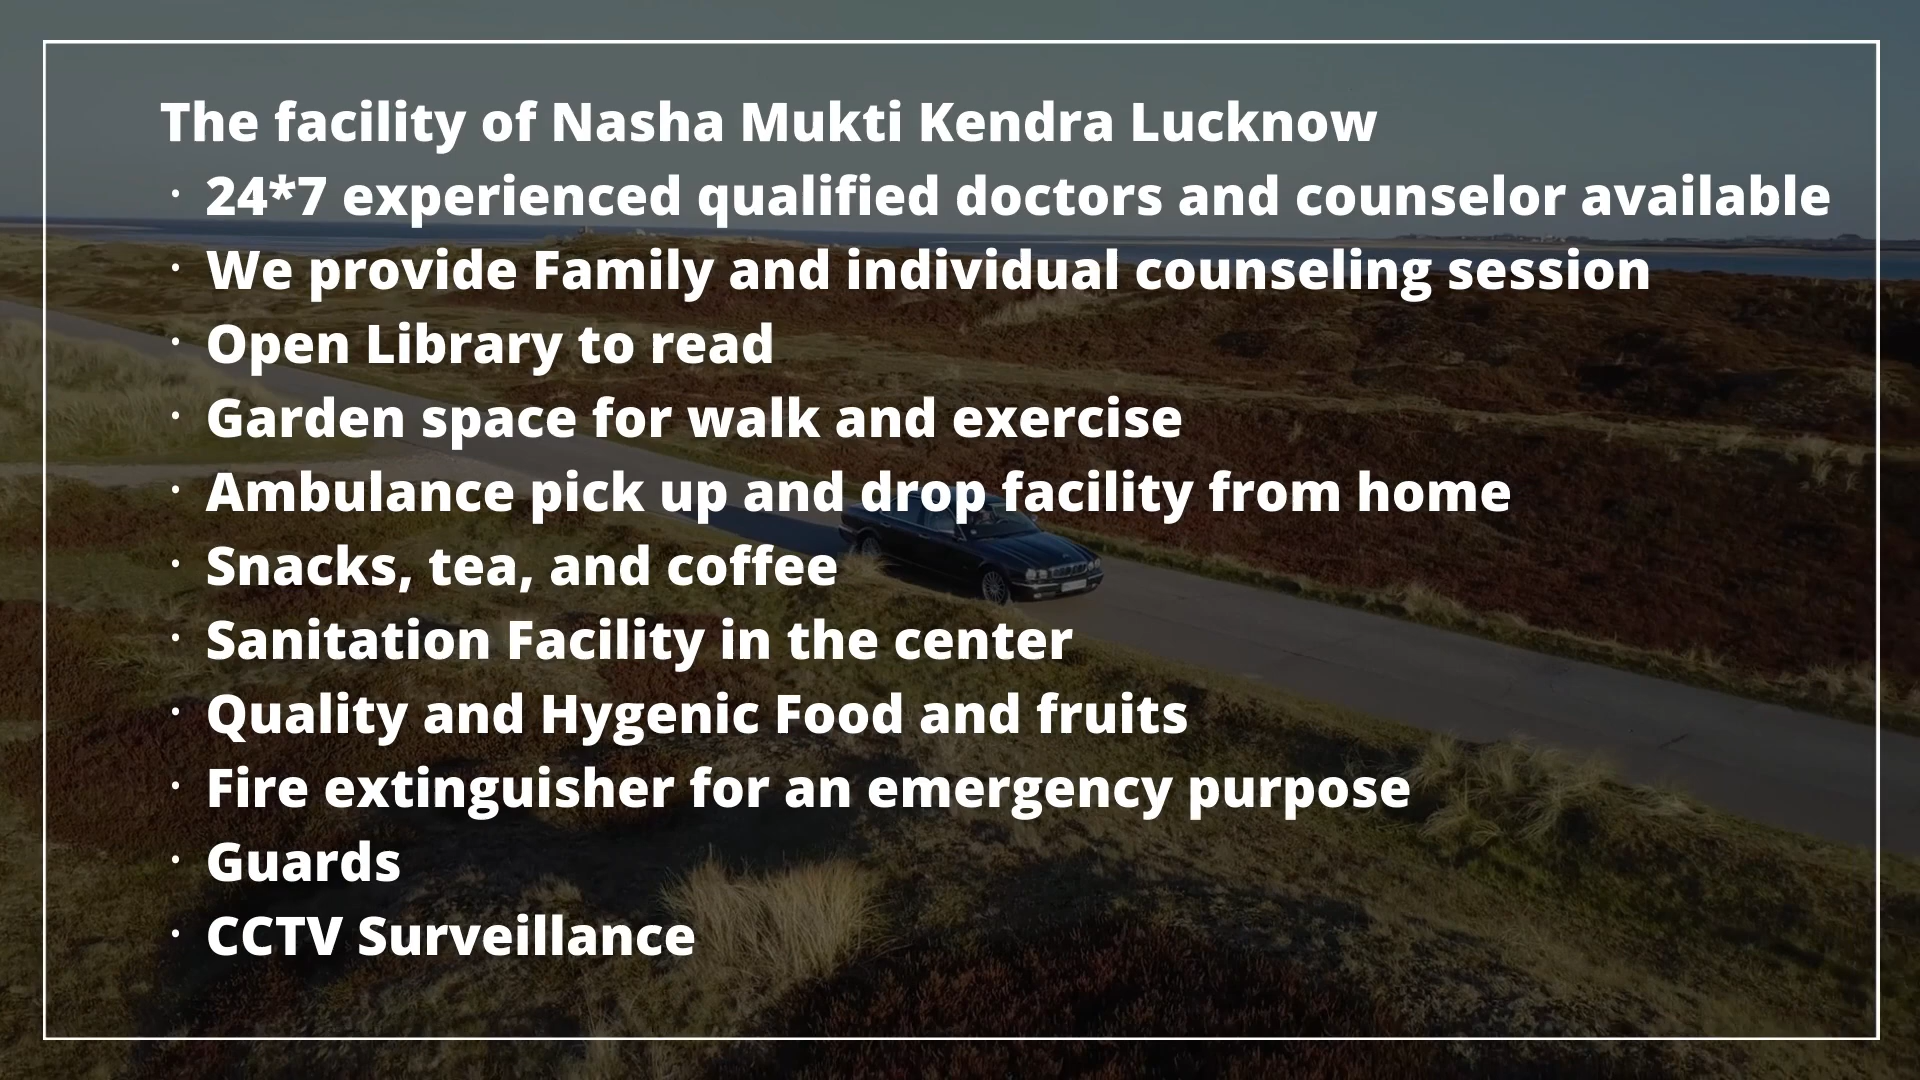 The facility of Nasha Mukti Kendra Lucknow
· 24*7 experienced qualified doctors and counselor available
· We provide Family and individual counseling session
· Open Library to read
· Garden space for walk and exercise
· Ambulance pick up and drop facility from home
· Snacks, tea, and coffee
· Sanitation Facility in the center
· Quality and Hygenic Food and fruits
· Fire extinguisher for an emergency purpose
· Guards
· CCTV Surveillance